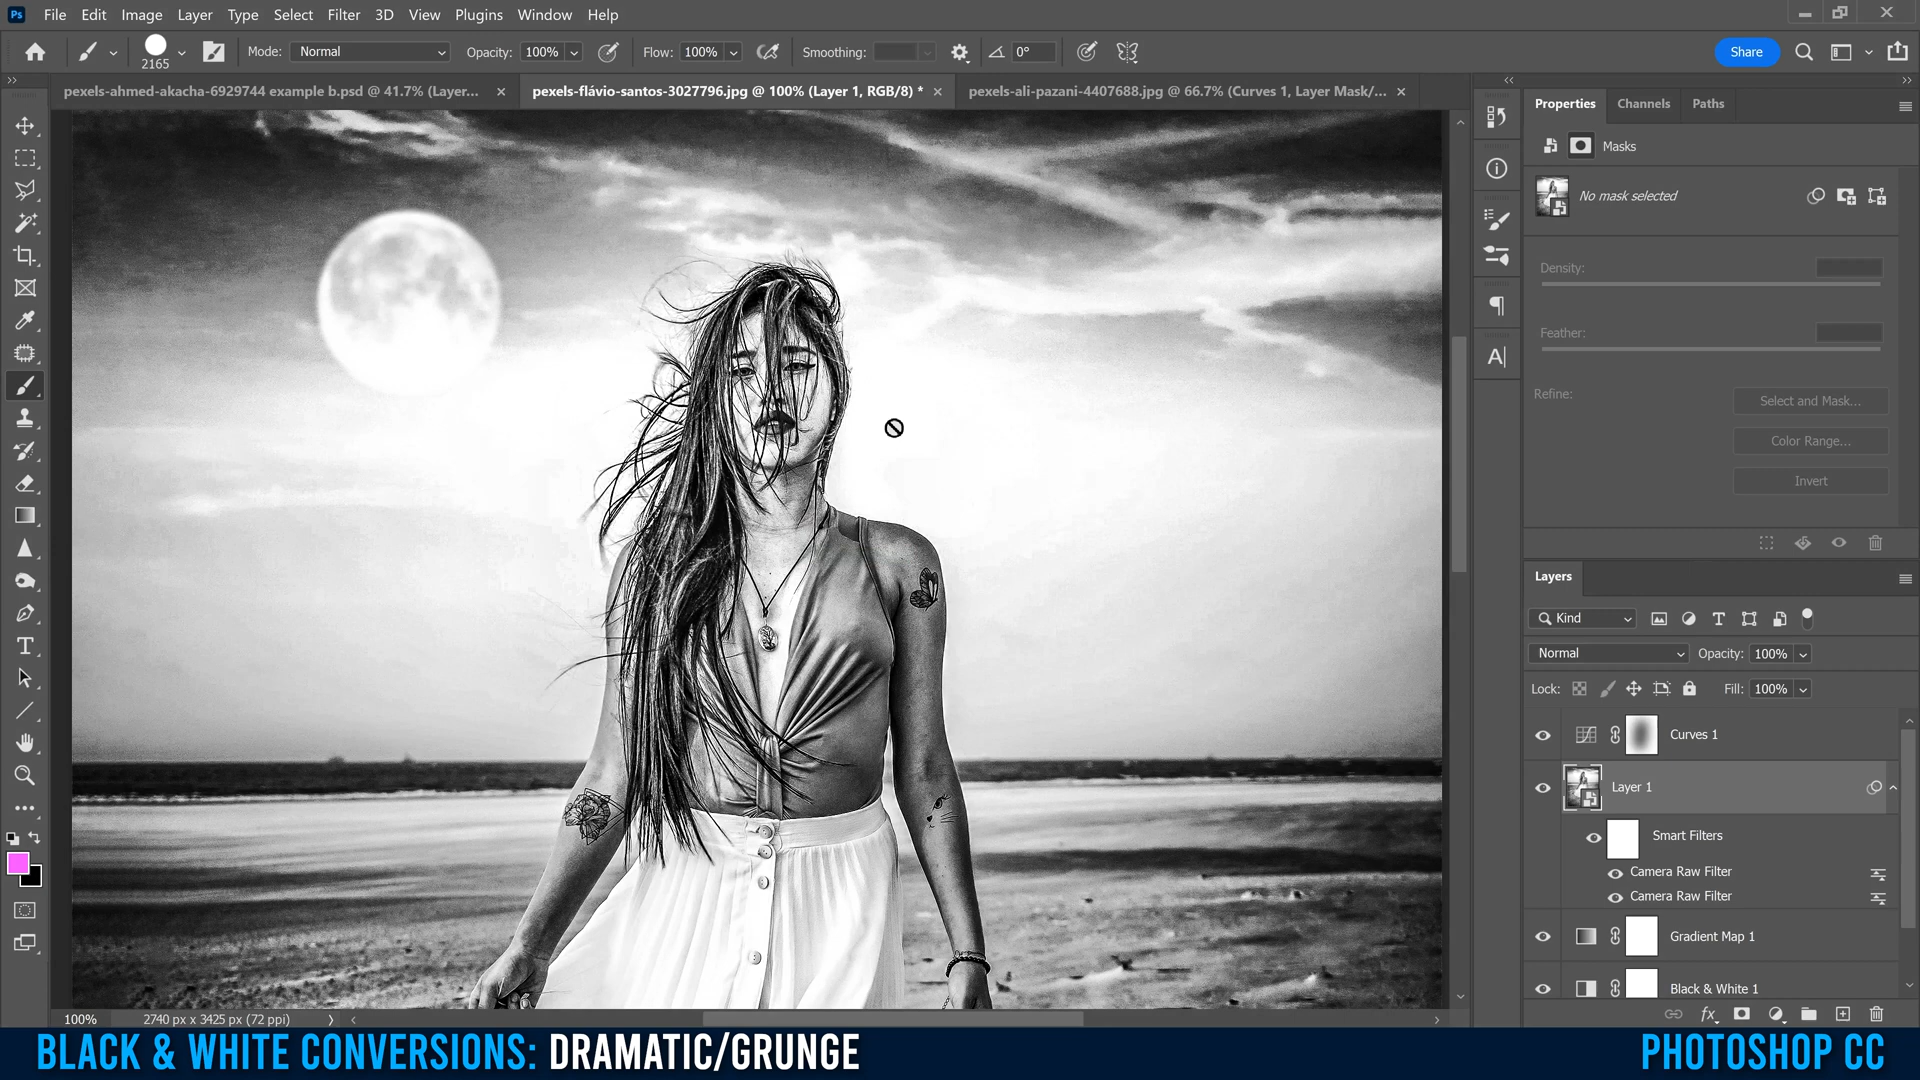 Ps File Edit Image Layer Type Select Filter 3D View Plugins Window Help
2165 Mode: Normal Opacity: 100% Flow: 100% Smoothing: 0° Share
pexels-ahmed-akacha-6929744 example b.psd @ 41.7% (Layer... pexels-flávio-santos-3027796.jpg @ 100% (Layer 1, RGB/8) * pexels-ali-pazani-4407688.jpg @ 66.7% (Curves 1, Layer Mask/...
Properties Channels Paths
Masks
No mask selected
Density:
Feather:
Refine: Select and Mask...
Color Range...
Invert
Layers
Kind
Normal Opacity: 100%
Lock: Fill: 100%
Curves 1
Layer 1
Smart Filters
Camera Raw Filter
Camera Raw Filter
Gradient Map 1
Black & White 1
100% 2740 px x 3425 px (72 ppi)
BLACK & WHITE CONVERSIONS: DRAMATIC/GRUNGE PHOTOSHOP CC